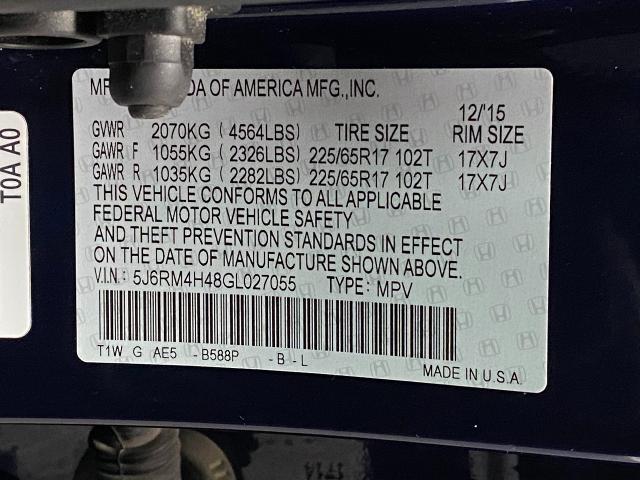 MF DA OF AMERICA MFG.,INC.
12/'15
GVWR 2070KG (4564LBS) TIRE SIZE RIM SIZE
GAWR F 1055KG (2326LBS) 225/65R17 102T 17X7J
GAWR R 1035KG (2282LBS) 225/65R17 102T 17X7J
THIS VEHICLE CONFORMS TO ALL APPLICABLE
FEDERAL MOTOR VEHICLE SAFETY
AND THEFT PREVENTION STANDARDS IN EFFECT
ON THE DATE OF MANUFACTURE SHOWN ABOVE.
V.I.N.: 5J6RM4H48GL027055 TYPE: MPV
T1W G AE5 - B588P - B - L
MADE IN U.S.A.
T0A A0